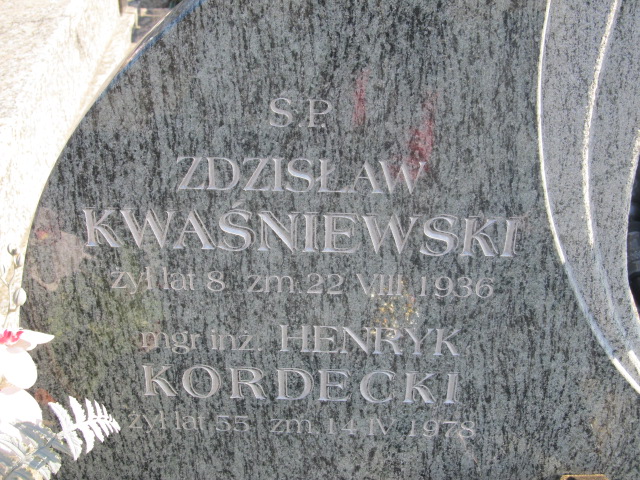 Ś.P.
ZDZISŁAW
KWAŚNIEWSKI
żył lat 8 zm. 22 VIII 1936
mgr inż. HENRYK
KORDECKI
żył lat 55 zm. 14 IV 1978